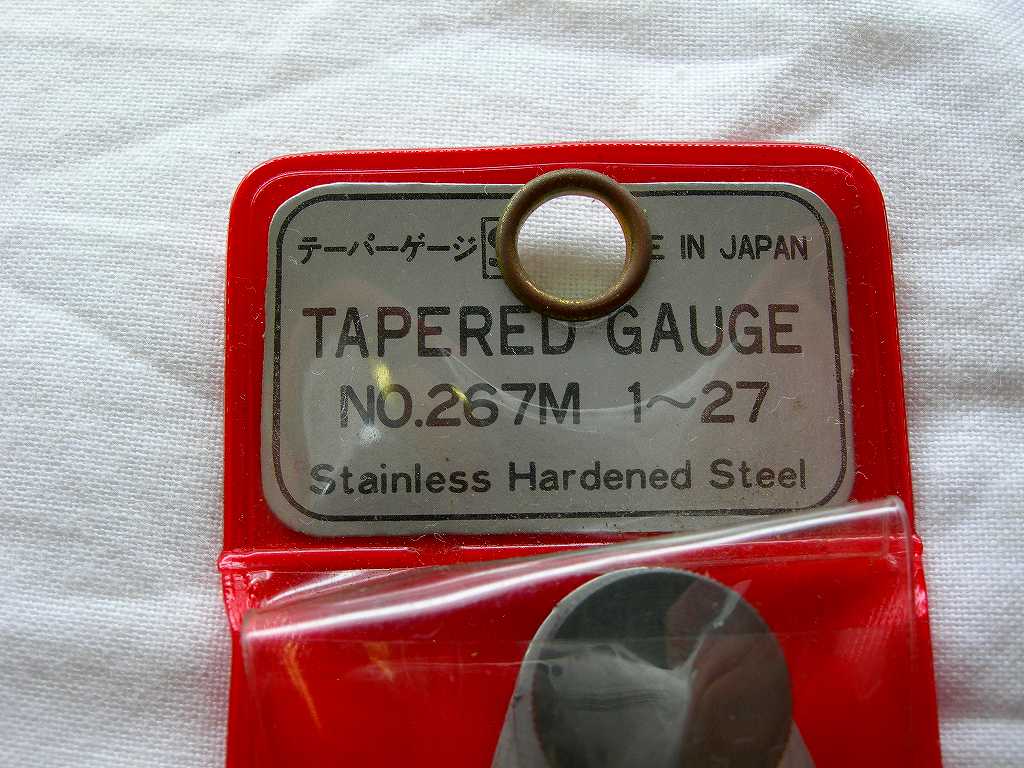 テーパーゲージ IN JAPAN
TAPERED GAUGE
NO.267M 1～27
Stainless Hardened Steel